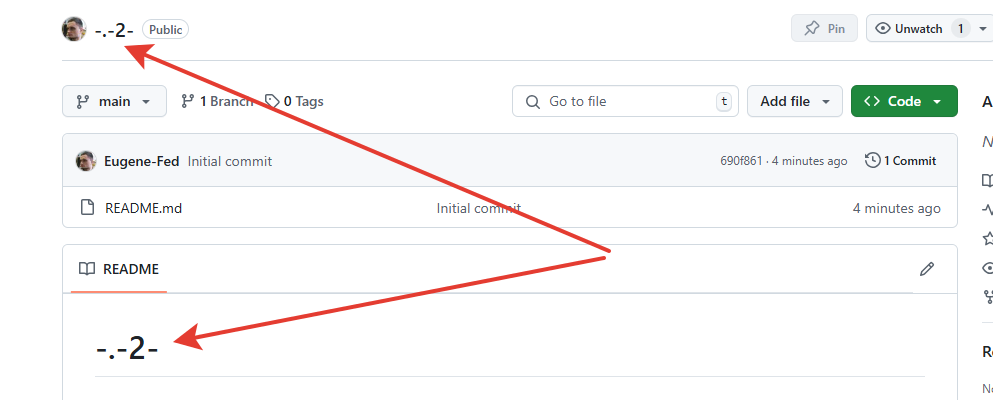 -.-2- Public Pin Unwatch 1
main 1 Branch 0 Tags Go to file t Add file Code
Eugene-Fed Initial commit 690f861 · 4 minutes ago 1 Commit
README.md Initial commit 4 minutes ago
README
-.-2-